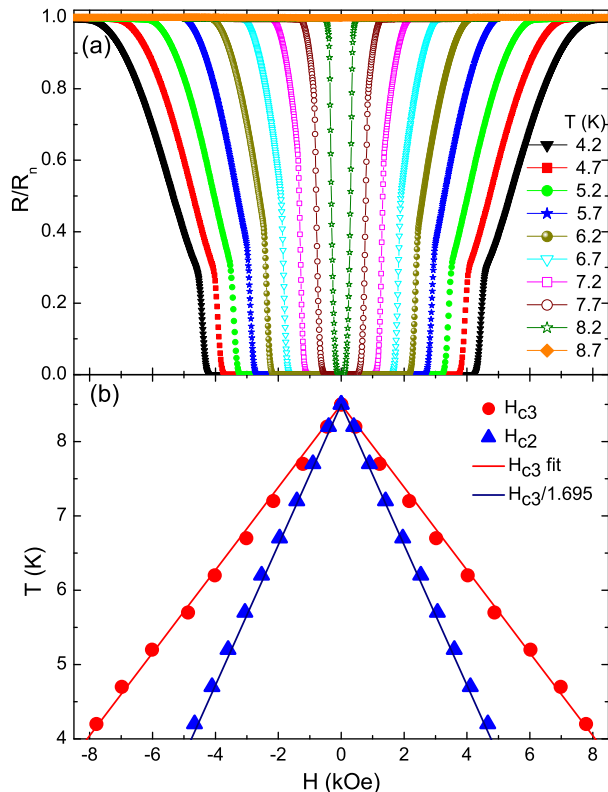 (a)
R/Rn
1.0
0.8
0.6
0.4
0.2
0.0
T (K)
4.2
4.7
5.2
5.7
6.2
6.7
7.2
7.7
8.2
8.7
(b)
T (K)
8
7
6
5
4
Hc3
Hc2
Hc3 fit
Hc3/1.695
-8 -6 -4 -2 0 2 4 6 8
H (kOe)